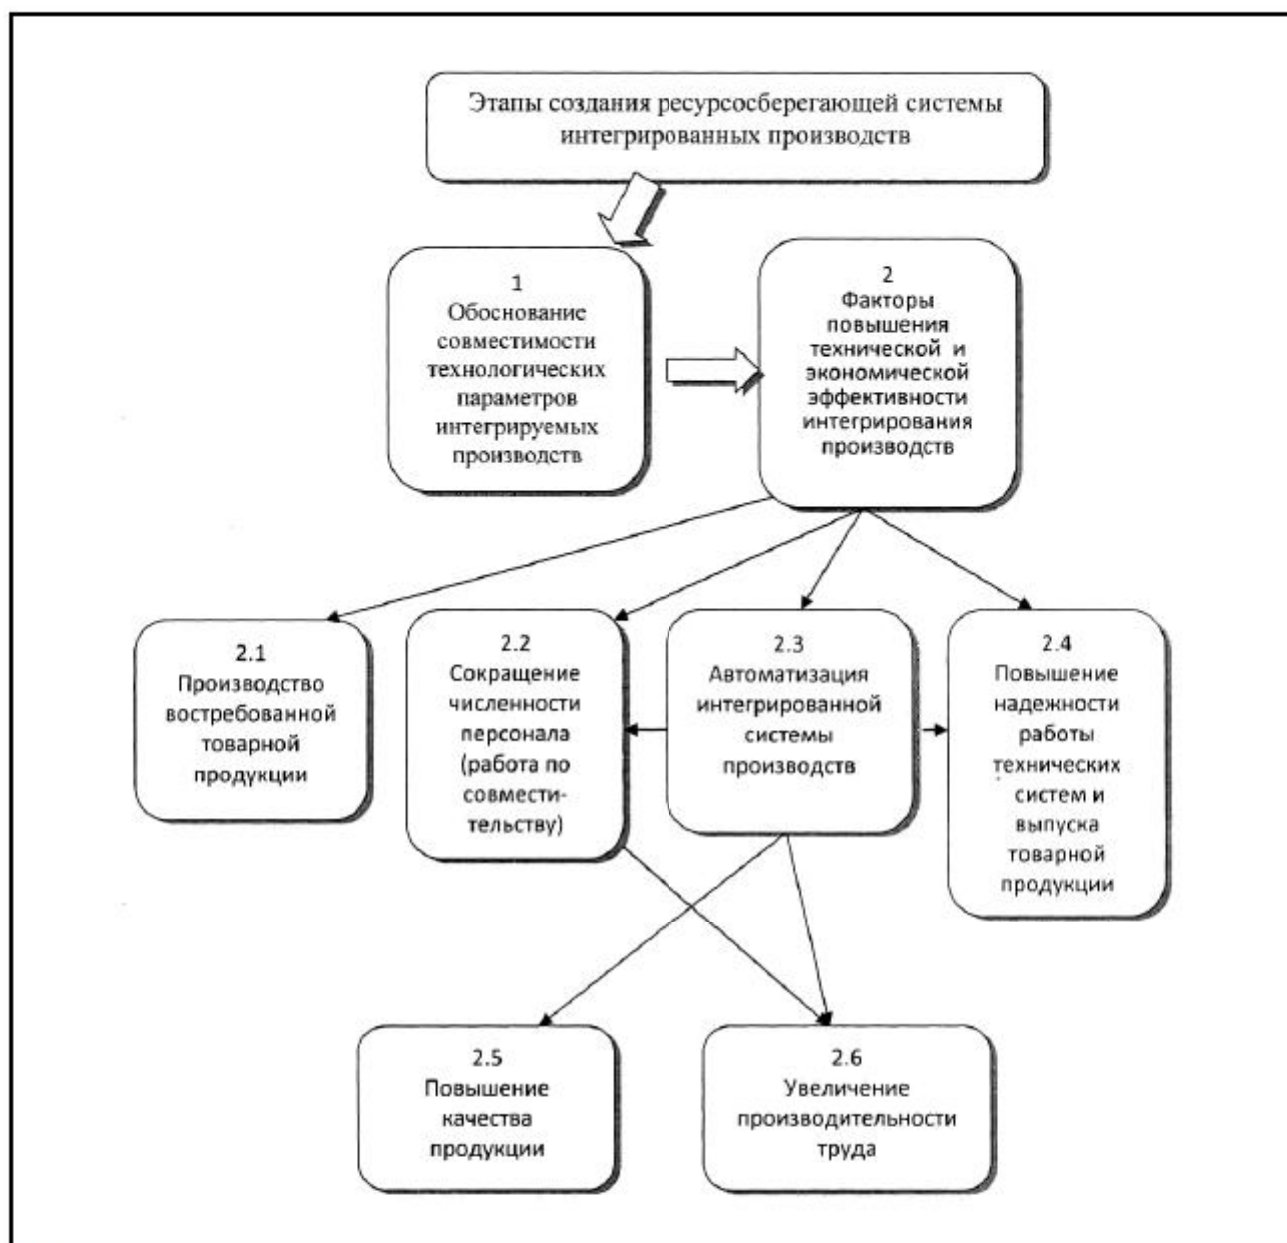 Этапы создания ресурсосберегающей системы
интегрированных производств
1
Обоснование
совместимости
технологических
параметров
интегрируемых
производств
2
Факторы
повышения
технической и
экономической
эффективности
интегрирования
производств
2.1
Производство
востребованной
товарной
продукции
2.2
Сокращение
численности
персонала
(работа по
совмести-
тельству)
2.3
Автоматизация
интегрированной
системы
производств
2.4
Повышение
надежности
работы
технических
систем и
выпуска
товарной
продукции
2.5
Повышение
качества
продукции
2.6
Увеличение
производительности
труда